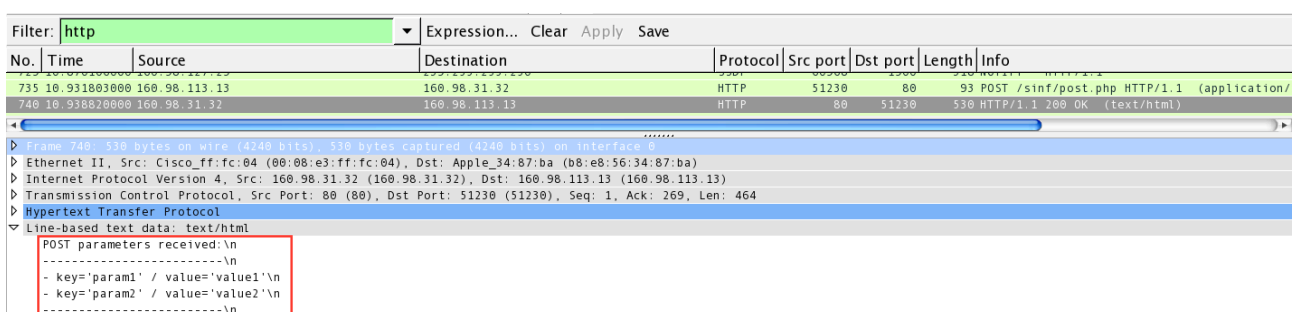 Filter: http Expression... Clear Apply Save
No. Time Source Destination Protocol Src port Dst port Length Info
735 10.931803000 160.98.113.13 160.98.31.32 HTTP 51230 80 93 POST /sinf/post.php HTTP/1.1 (application/
740 10.938820000 160.98.31.32 160.98.113.13 HTTP 80 51230 530 HTTP/1.1 200 OK (text/html)
Frame 740: 530 bytes on wire (4240 bits), 530 bytes captured (4240 bits) on interface 0
Ethernet II, Src: Cisco_ff:fc:04 (00:08:e3:ff:fc:04), Dst: Apple_34:87:ba (b8:e8:56:34:87:ba)
Internet Protocol Version 4, Src: 160.98.31.32 (160.98.31.32), Dst: 160.98.113.13 (160.98.113.13)
Transmission Control Protocol, Src Port: 80 (80), Dst Port: 51230 (51230), Seq: 1, Ack: 269, Len: 464
Hypertext Transfer Protocol
Line-based text data: text/html
POST parameters received:\n
-------------------------\n
- key='param1' / value='value1'\n
- key='param2' / value='value2'\n
-------------------------\n